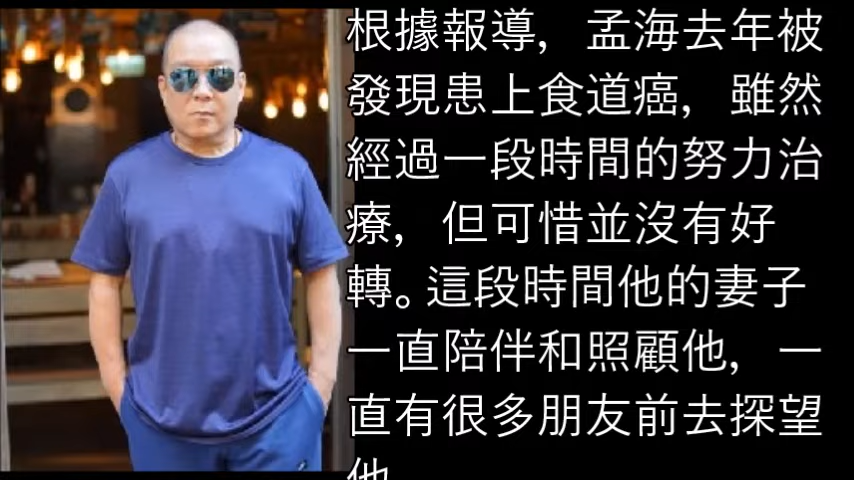 根據報導，孟海去年被
發現患上食道癌，雖然
經過一段時間的努力治
療，但可惜並沒有好
轉。這段時間他的妻子
一直陪伴和照顧他，一
直有很多朋友前去探望
他